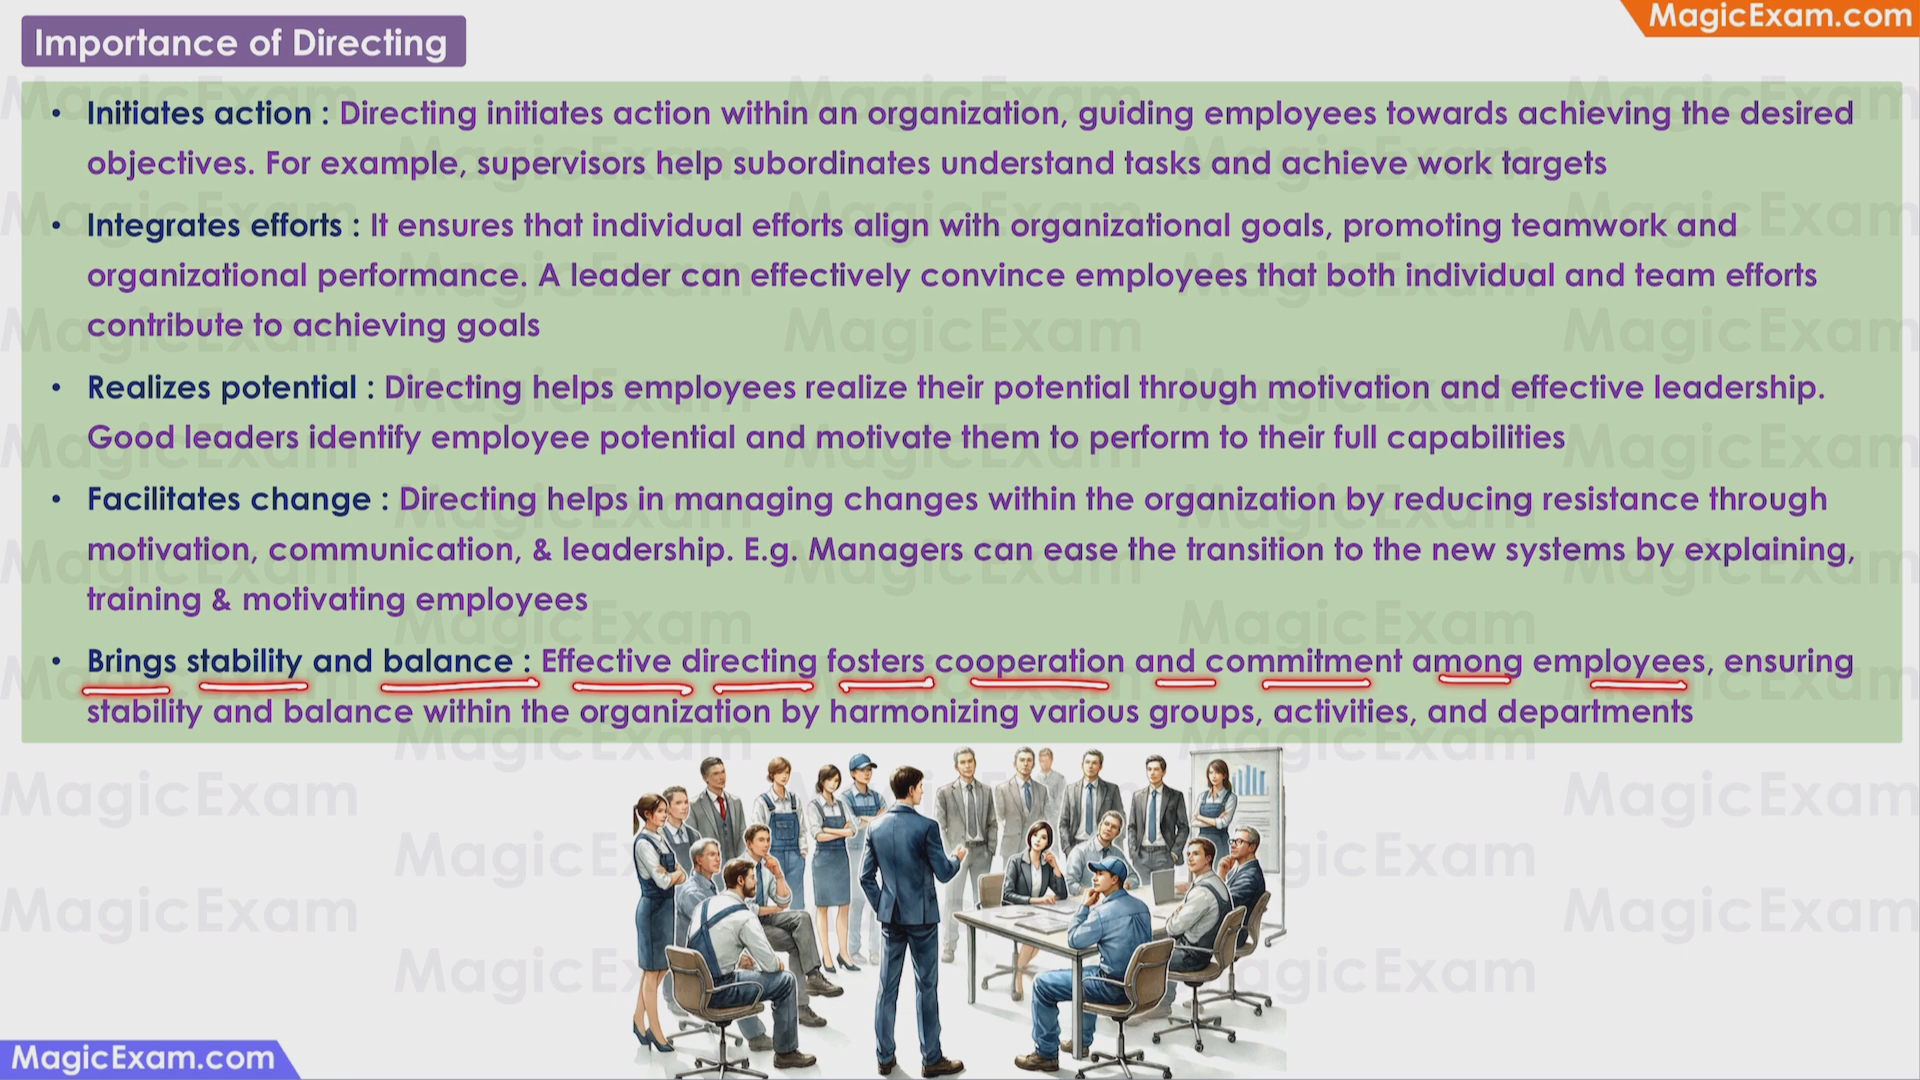 Importance of Directing
MagicExam.com
• Initiates action : Directing initiates action within an organization, guiding employees towards achieving the desired
objectives. For example, supervisors help subordinates understand tasks and achieve work targets
• Integrates efforts : It ensures that individual efforts align with organizational goals, promoting teamwork and
organizational performance. A leader can effectively convince employees that both individual and team efforts
contribute to achieving goals
• Realizes potential : Directing helps employees realize their potential through motivation and effective leadership.
Good leaders identify employee potential and motivate them to perform to their full capabilities
• Facilitates change : Directing helps in managing changes within the organization by reducing resistance through
motivation, communication, & leadership. E.g. Managers can ease the transition to the new systems by explaining,
training & motivating employees
• Brings stability and balance : Effective directing fosters cooperation and commitment among employees, ensuring
stability and balance within the organization by harmonizing various groups, activities, and departments
MagicExam.com